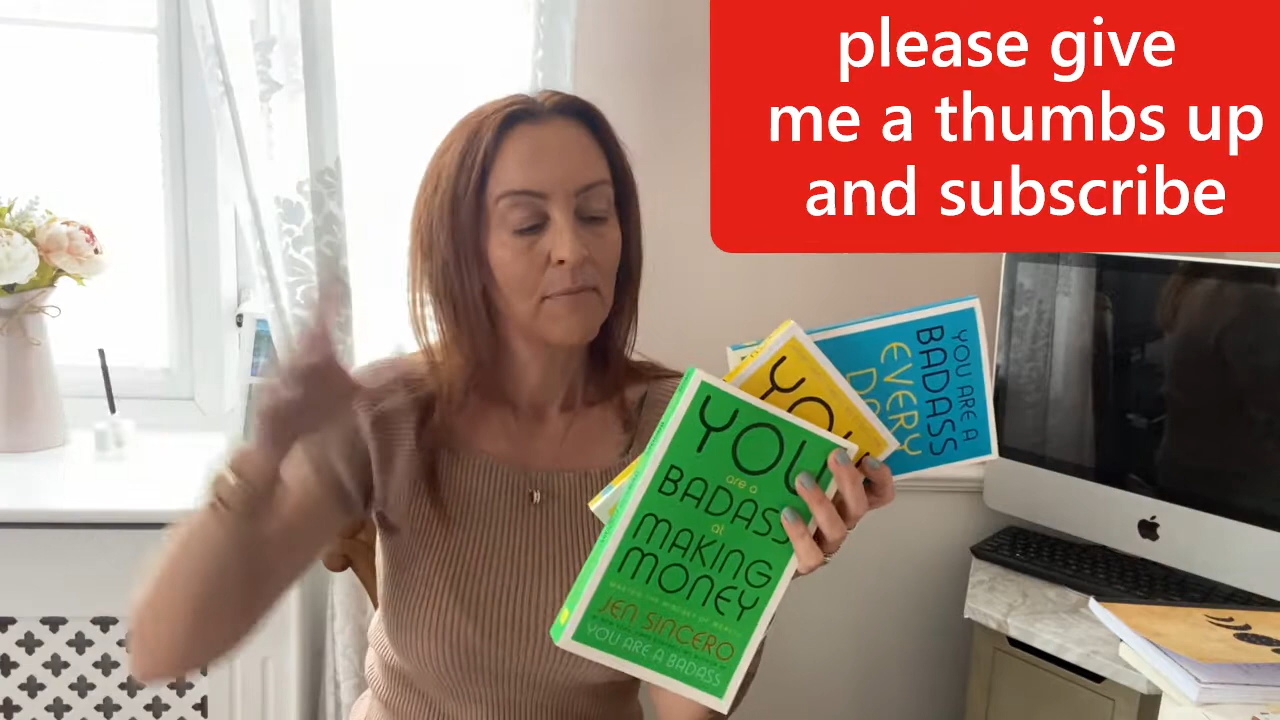 please give
me a thumbs up
and subscribe
YOU ARE A
BADASS
EVERY
YOU
YOU
are a
BADASS
at
MAKING
MONEY
JEN SINCERO
YOU ARE A BADASS